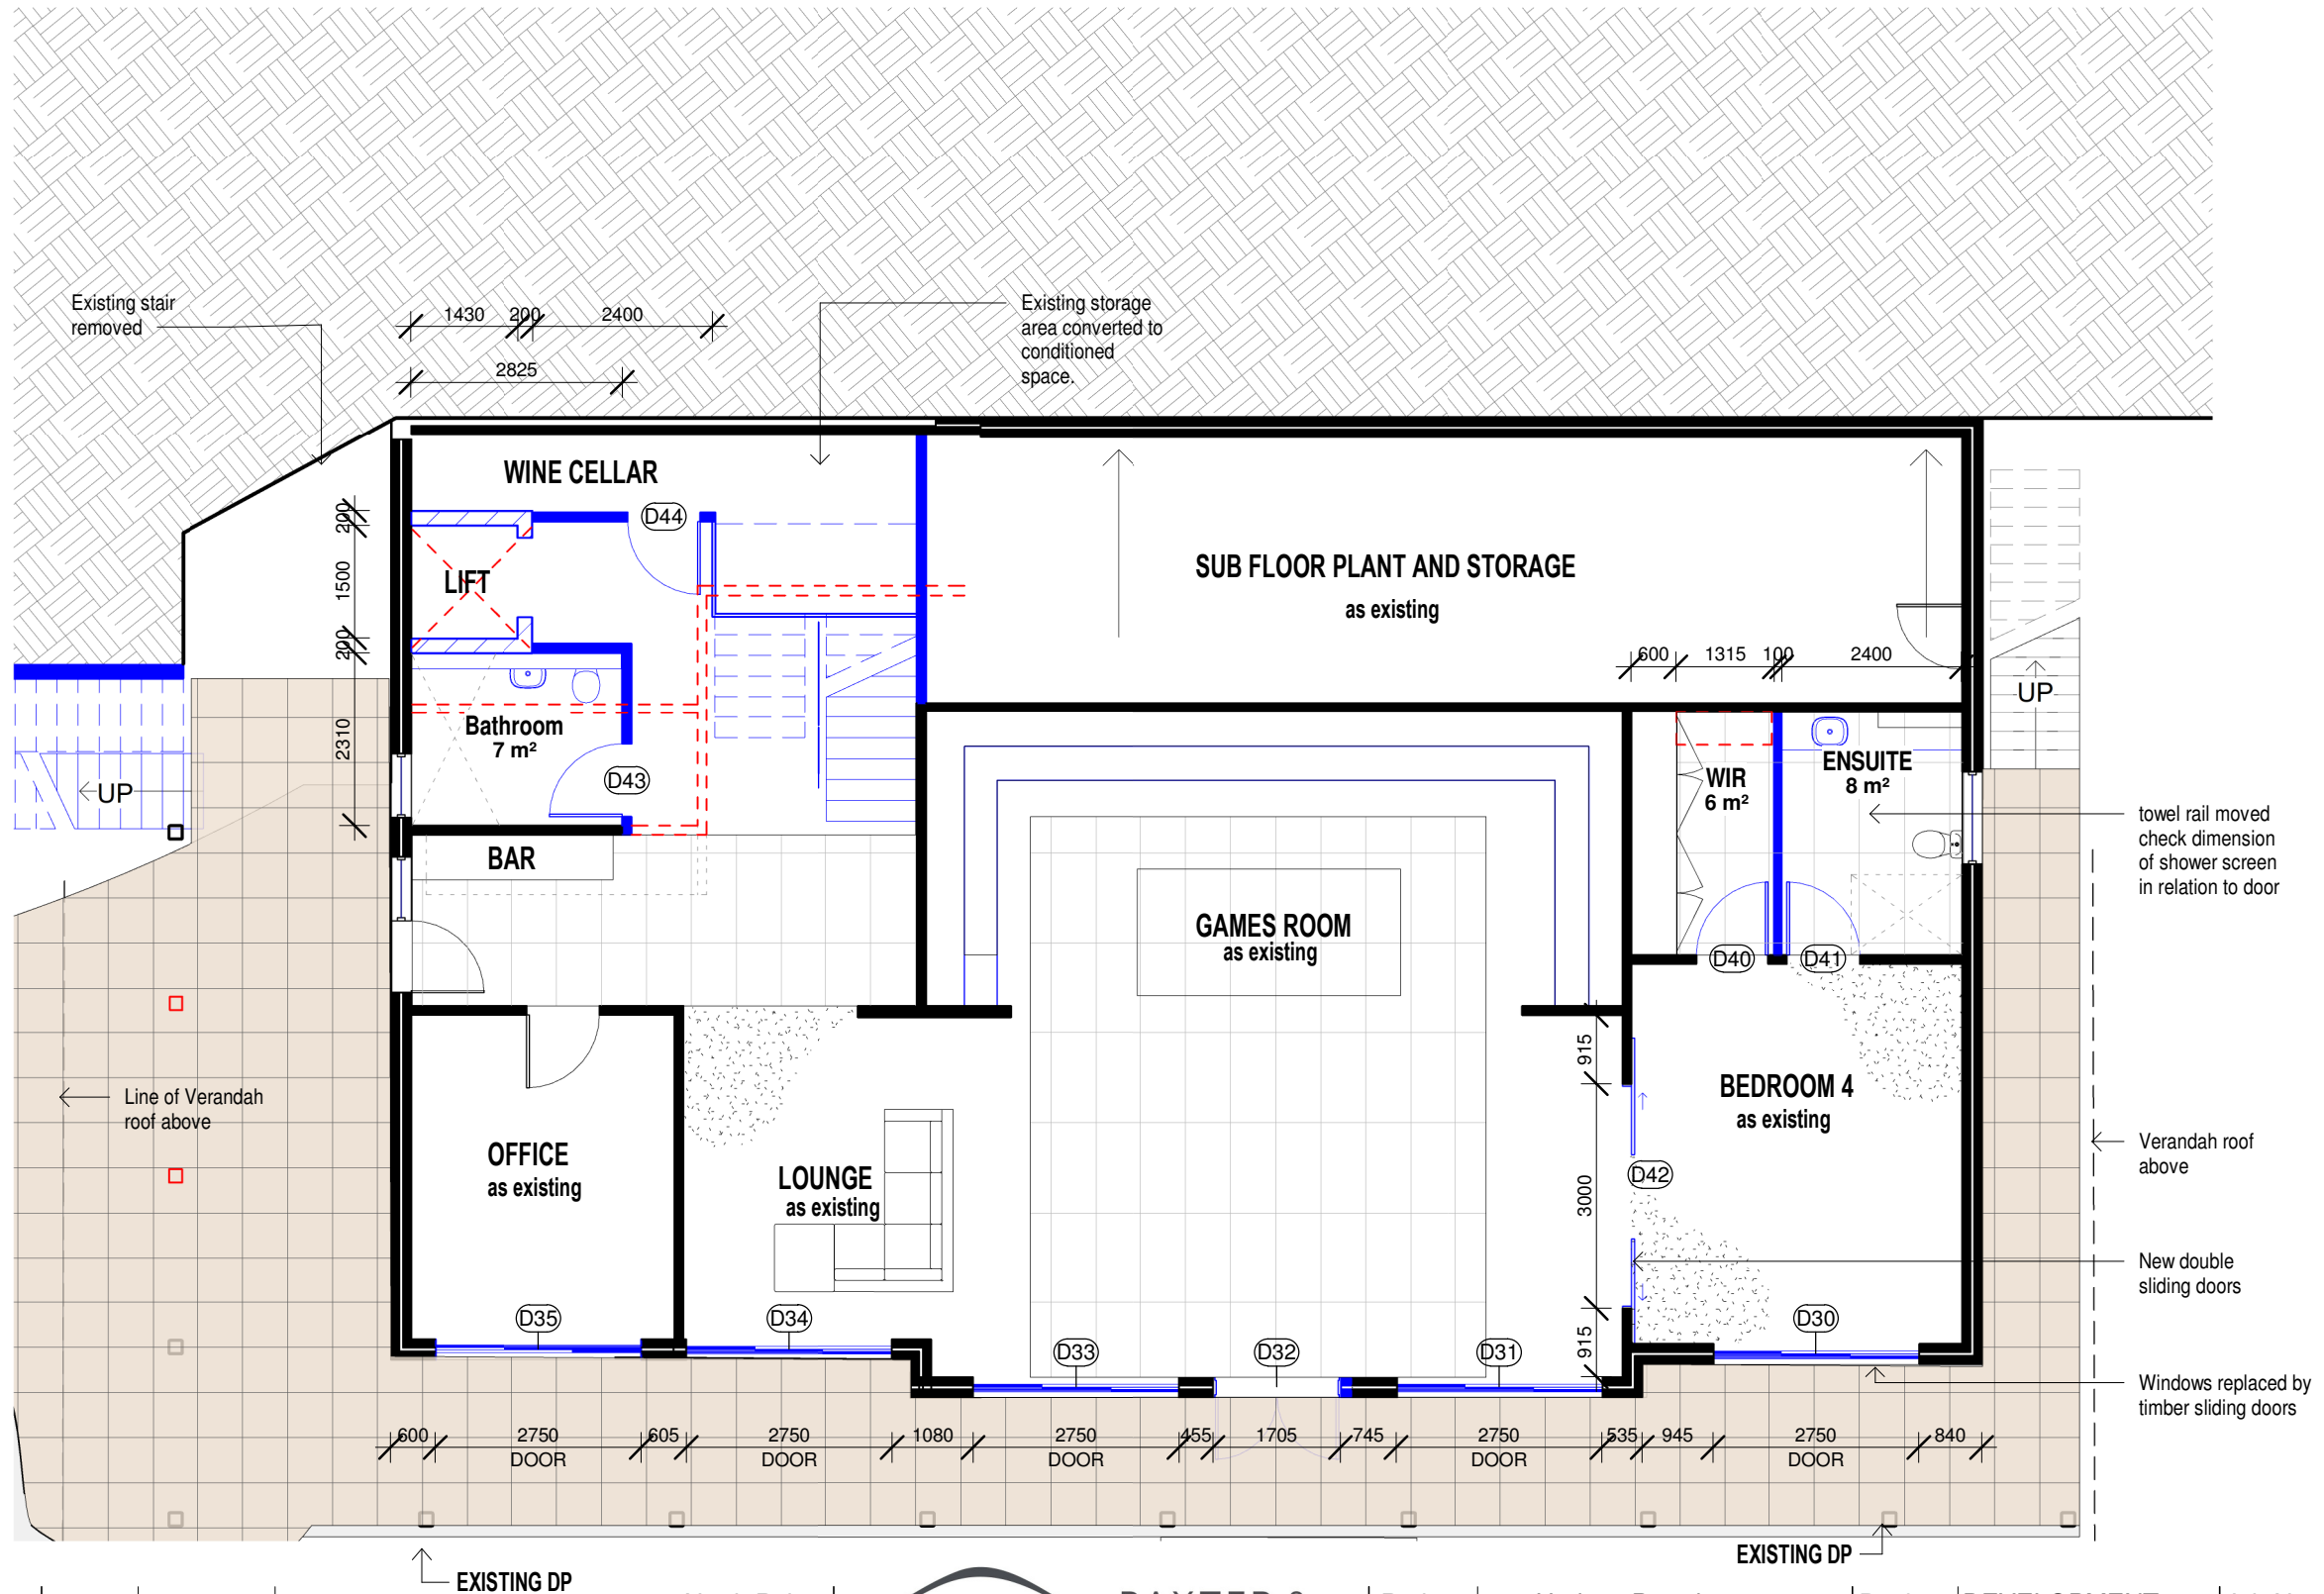 Existing stair
removed
1430 200 2400
2825
Existing storage
area converted to
conditioned
space.
WINE CELLAR
D44
200
1500
200
2310
LIFT
SUB FLOOR PLANT AND STORAGE
as existing
600 1315 100 2400
UP
UP
Bathroom
7 m²
D43
WIR
6 m²
ENSUITE
8 m²
towel rail moved
check dimension
of shower screen
in relation to door
BAR
GAMES ROOM
as existing
D40
D41
915
3000
915
Line of Verandah
roof above
BEDROOM 4
as existing
OFFICE
as existing
LOUNGE
as existing
D42
Verandah roof
above
New double
sliding doors
D35
D34
D33
D32
D31
D30
Windows replaced by
timber sliding doors
600 2750 605 2750 1080 2750 455 1705 745 2750 535 945 2750 840
DOOR DOOR DOOR DOOR DOOR
EXISTING DP
EXISTING DP